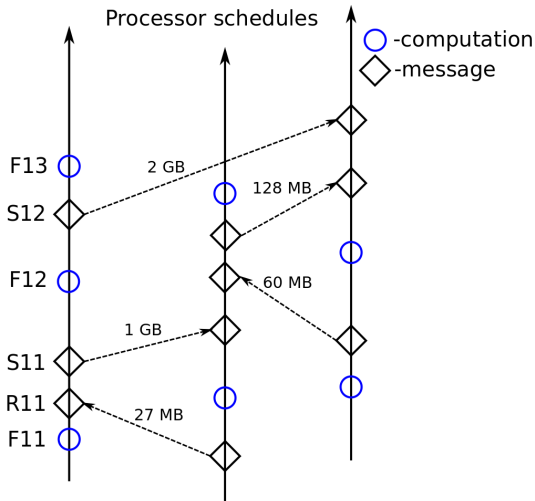 Processor schedules
-computation
-message
F13
2 GB
128 MB
S12
F12
60 MB
1 GB
S11
R11
27 MB
F11